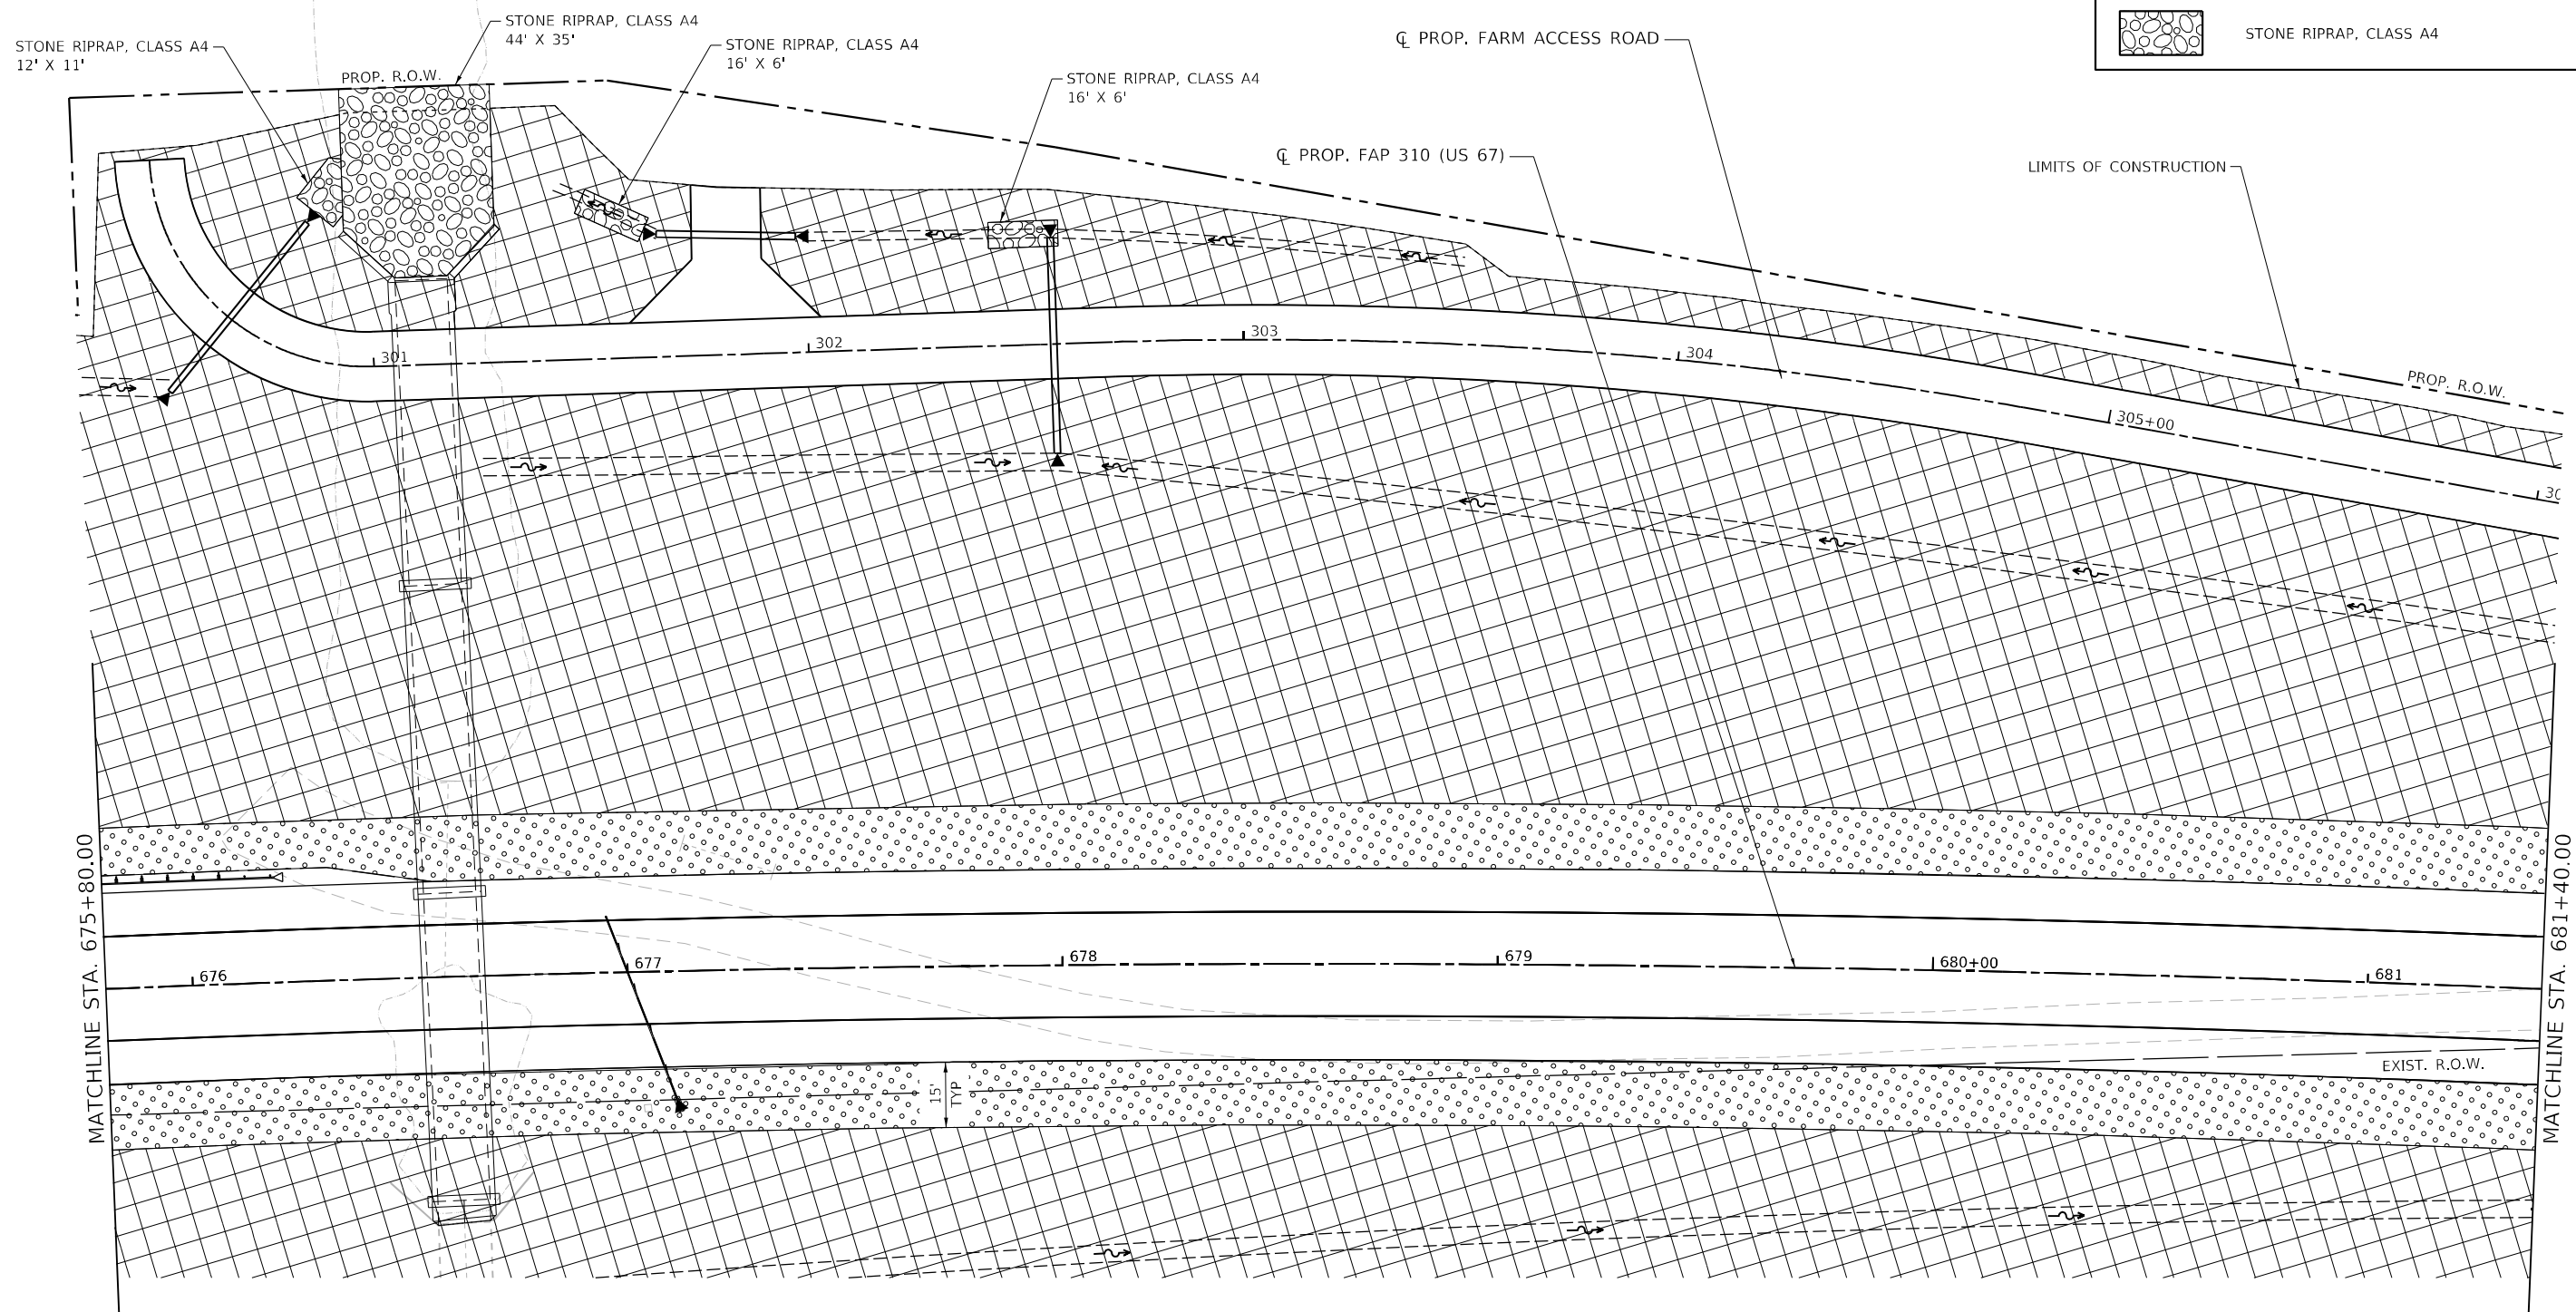 STONE RIPRAP, CLASS A4
44' X 35'
STONE RIPRAP, CLASS A4
12' X 11'
STONE RIPRAP, CLASS A4
16' X 6'
STONE RIPRAP, CLASS A4
16' X 6'
℄ PROP. FARM ACCESS ROAD
STONE RIPRAP, CLASS A4
PROP. R.O.W.
℄ PROP. FAP 310 (US 67)
LIMITS OF CONSTRUCTION
301
302
303
304
305+00
30
PROP. R.O.W.
MATCHLINE STA. 675+80.00
676
677
678
679
680+00
681
MATCHLINE STA. 681+40.00
EXIST. R.O.W.
15'
TYP